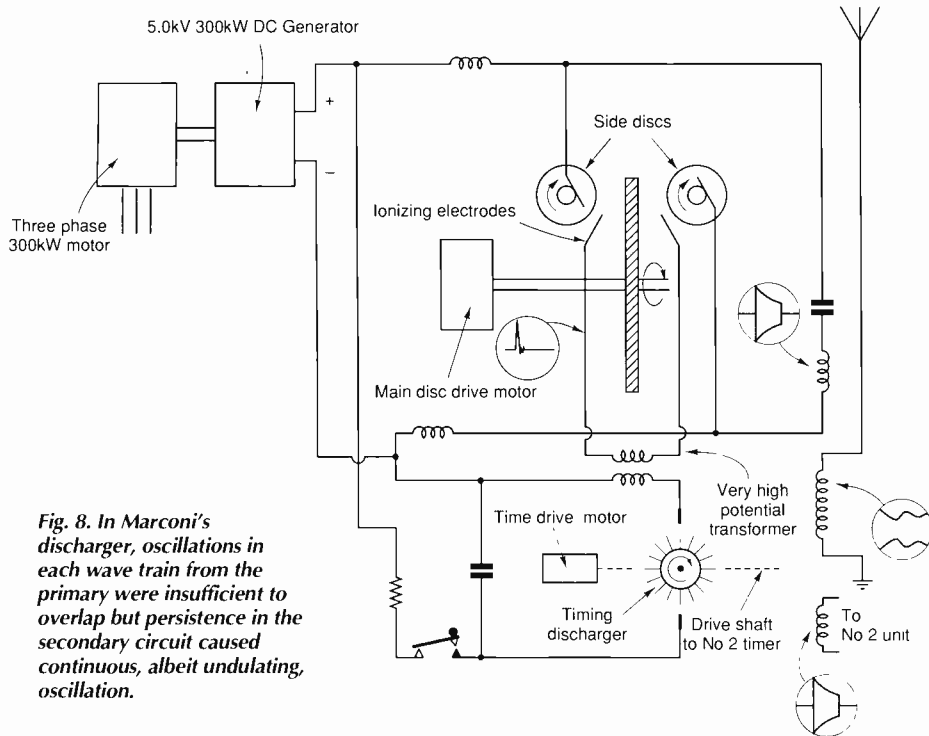 5.0kV 300kW DC Generator
+
−
Three phase
300kW motor
Side discs
Ionizing electrodes
Main disc drive motor
Very high
potential
transformer
Time drive motor
Timing
discharger
Drive shaft
to No 2 timer
To
No 2 unit
Fig. 8. In Marconi's
discharger, oscillations in
each wave train from the
primary were insufficient to
overlap but persistence in the
secondary circuit caused
continuous, albeit undulating,
oscillation.